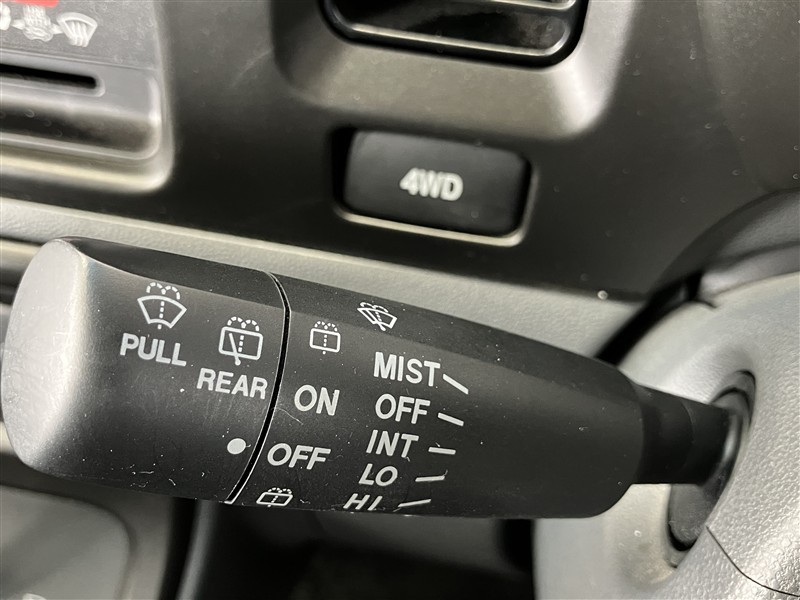 4WD
PULL
REAR
ON
OFF
MIST
OFF
INT
LO
HI